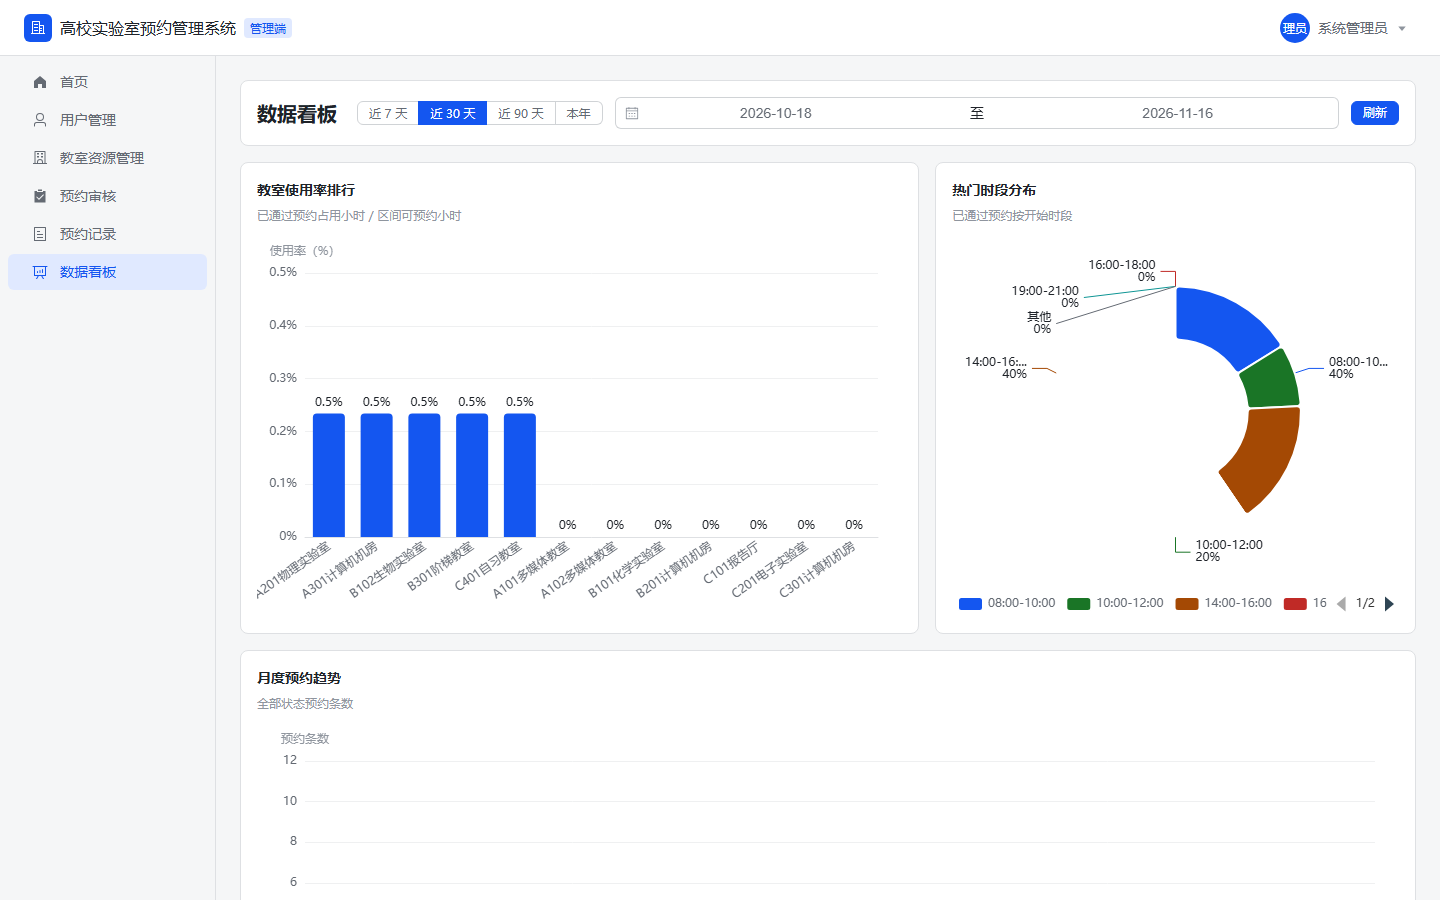 高校实验室预约管理系统 管理端
理员 系统管理员
首页
用户管理
教室资源管理
预约审核
预约记录
数据看板
数据看板 近 7 天 近 30 天 近 90 天 本年 2026-10-18 至 2026-11-16 刷新
教室使用率排行
已通过预约占用小时 / 区间可预约小时
使用率（%）
0.5%
0.4%
0.3%
0.2%
0.1%
0%
0.5% 0.5% 0.5% 0.5% 0.5% 0% 0% 0% 0% 0% 0% 0%
A201物理实验室
A301计算机机房
B102生物实验室
B301阶梯教室
C401自习教室
A101多媒体教室
A102多媒体教室
B101化学实验室
B201计算机机房
C101报告厅
C201电子实验室
C301计算机机房
热门时段分布
已通过预约按开始时段
16:00-18:00
0%
19:00-21:00
0%
其他
0%
14:00-16:...
40%
08:00-10...
40%
10:00-12:00
20%
08:00-10:00 10:00-12:00 14:00-16:00 16 1/2
月度预约趋势
全部状态预约条数
预约条数
12
10
8
6